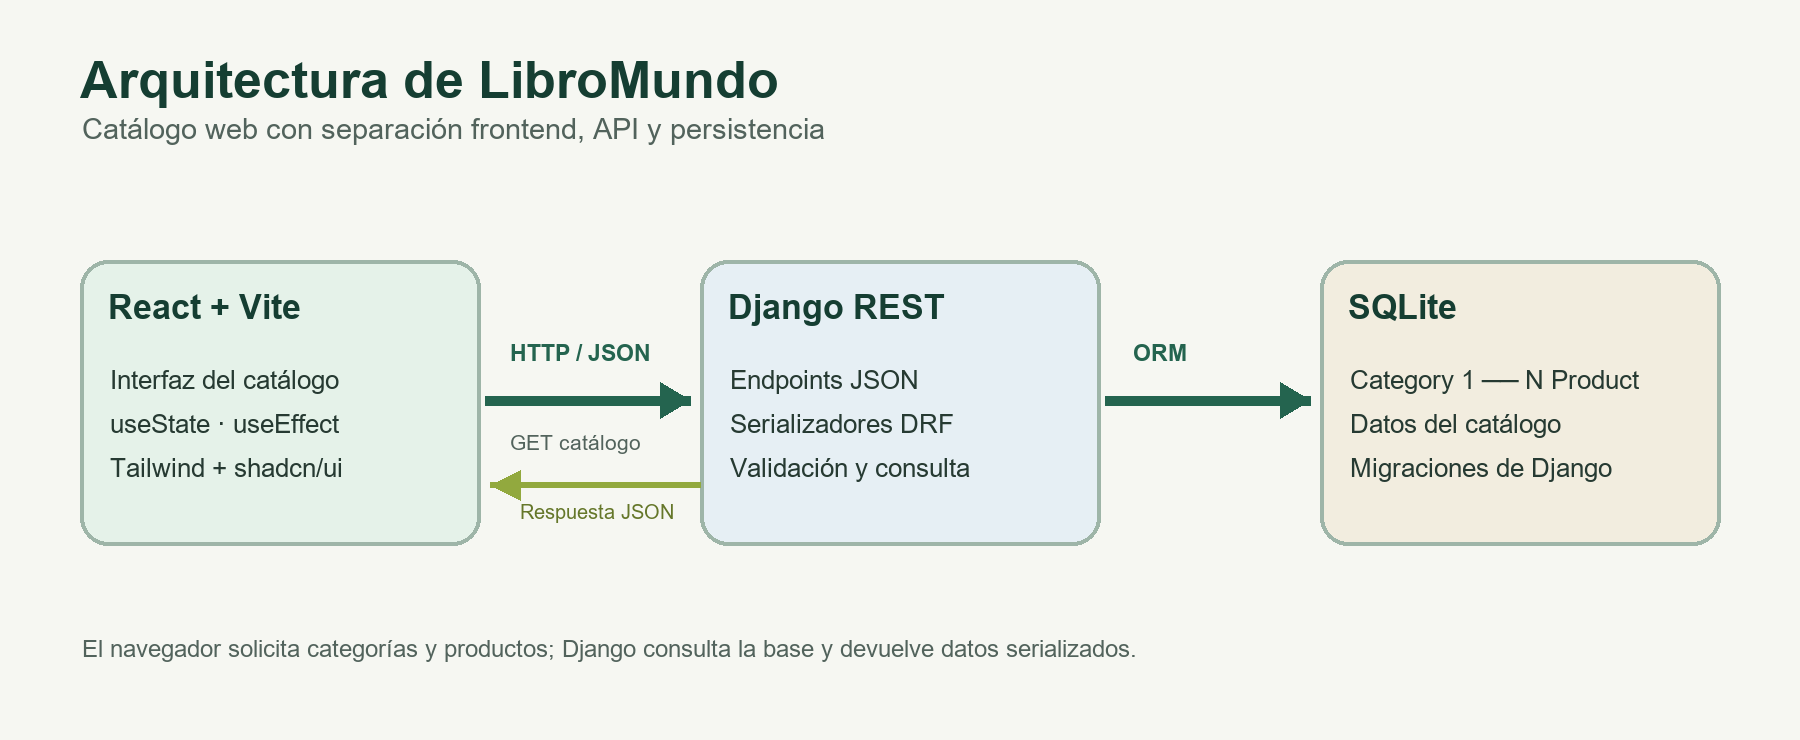 Arquitectura de LibroMundo
Catálogo web con separación frontend, API y persistencia
React + Vite
Interfaz del catálogo
useState · useEffect
Tailwind + shadcn/ui
HTTP / JSON
GET catálogo
Respuesta JSON
Django REST
Endpoints JSON
Serializadores DRF
Validación y consulta
ORM
SQLite
Category 1 —— N Product
Datos del catálogo
Migraciones de Django
El navegador solicita categorías y productos; Django consulta la base y devuelve datos serializados.